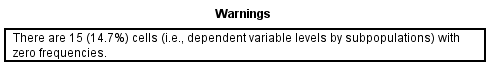 Warnings
There are 15 (14.7%) cells (i.e., dependent variable levels by subpopulations) with
zero frequencies.